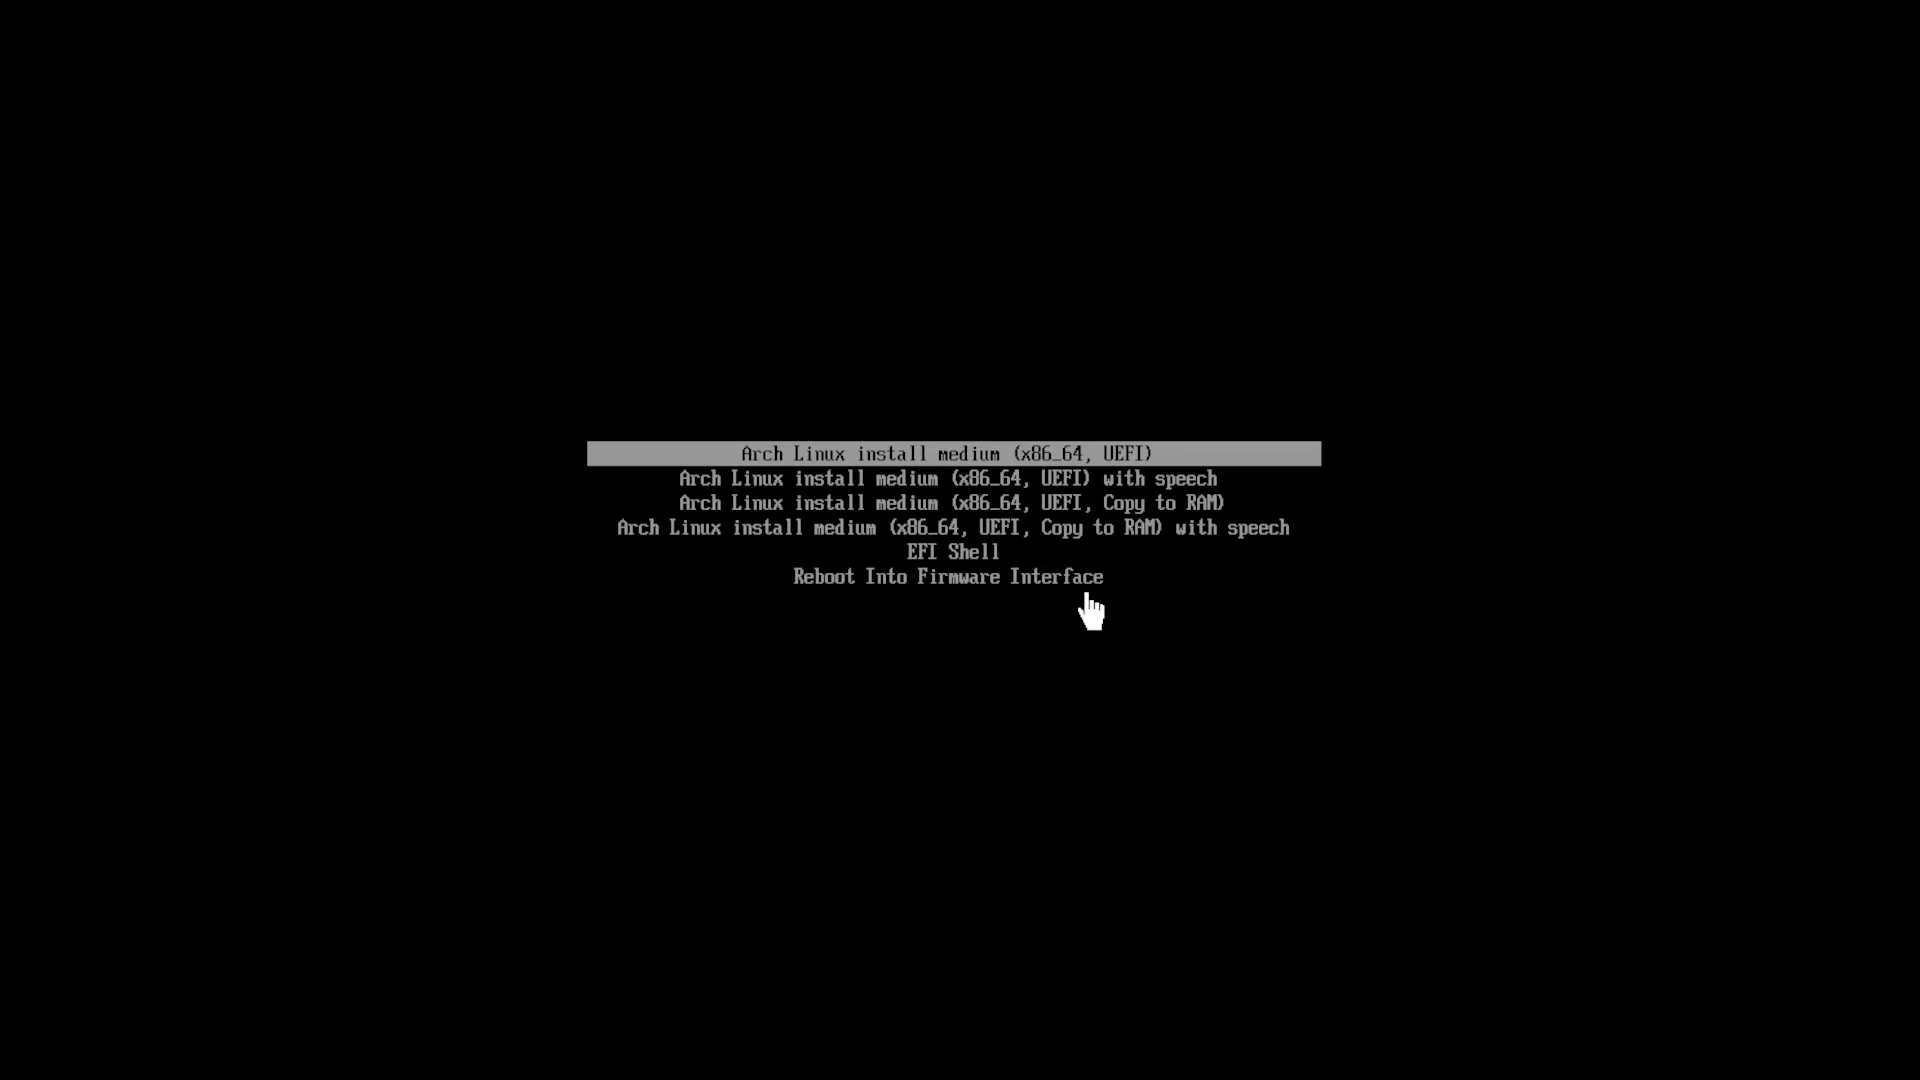 Arch Linux install medium (x86_64, UEFI)
Arch Linux install medium (x86_64, UEFI) with speech
Arch Linux install medium (x86_64, UEFI, Copy to RAM)
Arch Linux install medium (x86_64, UEFI, Copy to RAM) with speech
EFI Shell
Reboot Into Firmware Interface